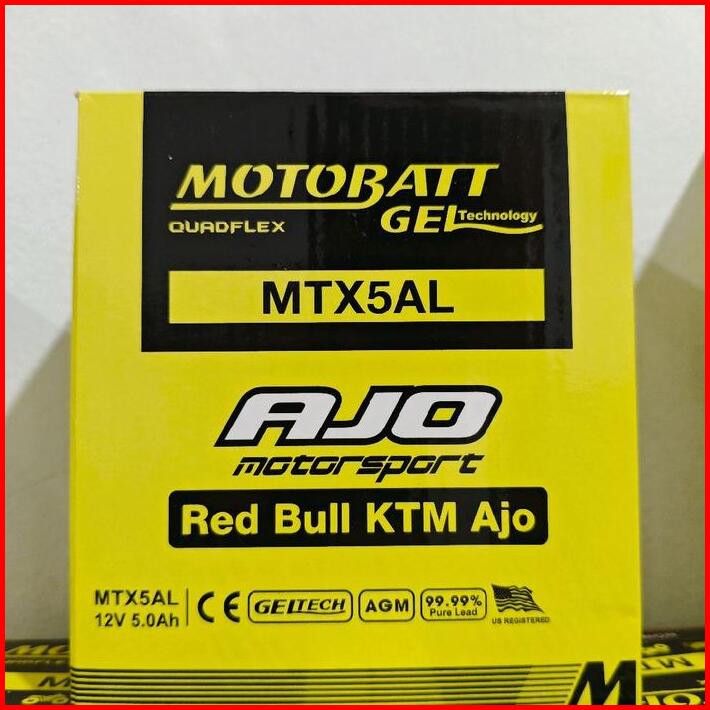 MOTOBATT
QUADFLEX GEL Technology
MTX5AL
AJO
motorsport
Red Bull KTM Ajo
MTX5AL
12V 5.0Ah
CE GELTECH AGM 99.99%
Pure Lead
US REGISTERED
M
MOTOB